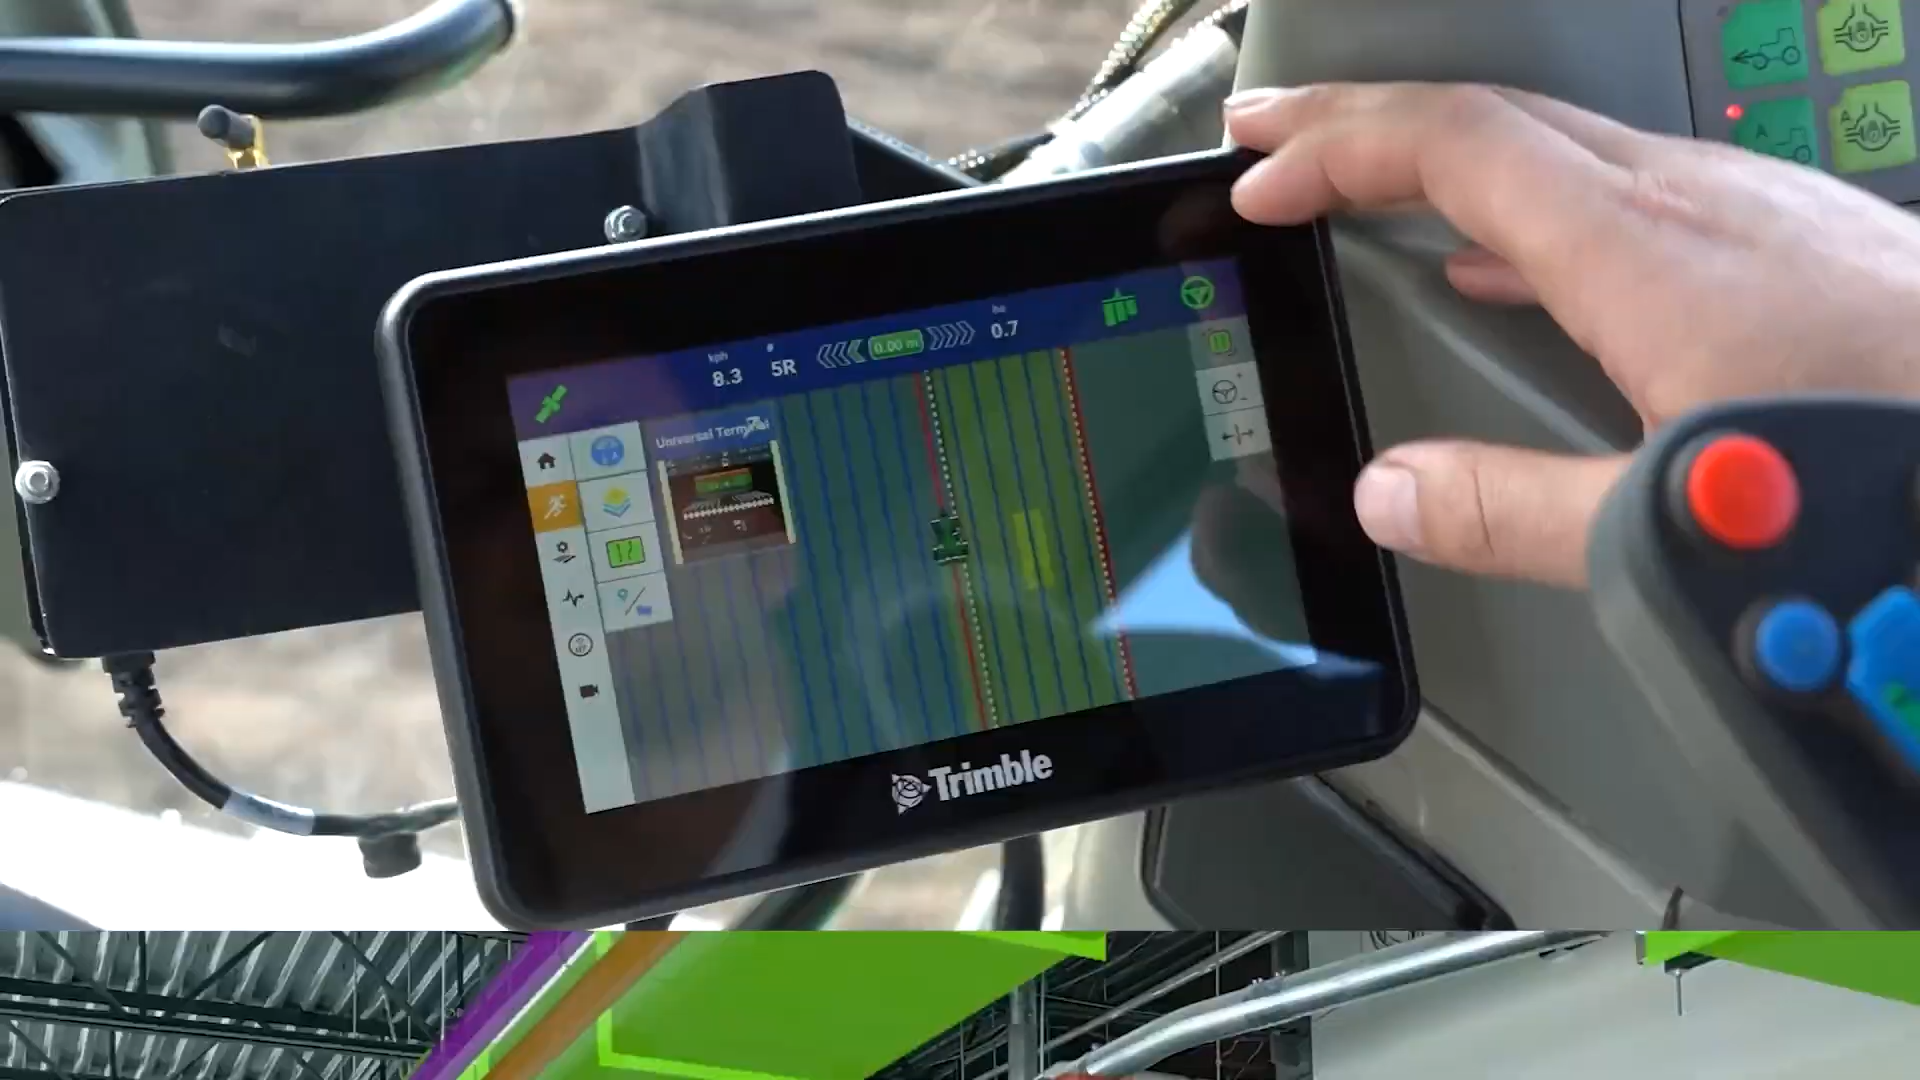 kph
8.3
#
5R
0.00 m
ha
0.7
Universal Terminal
Trimble
A
A